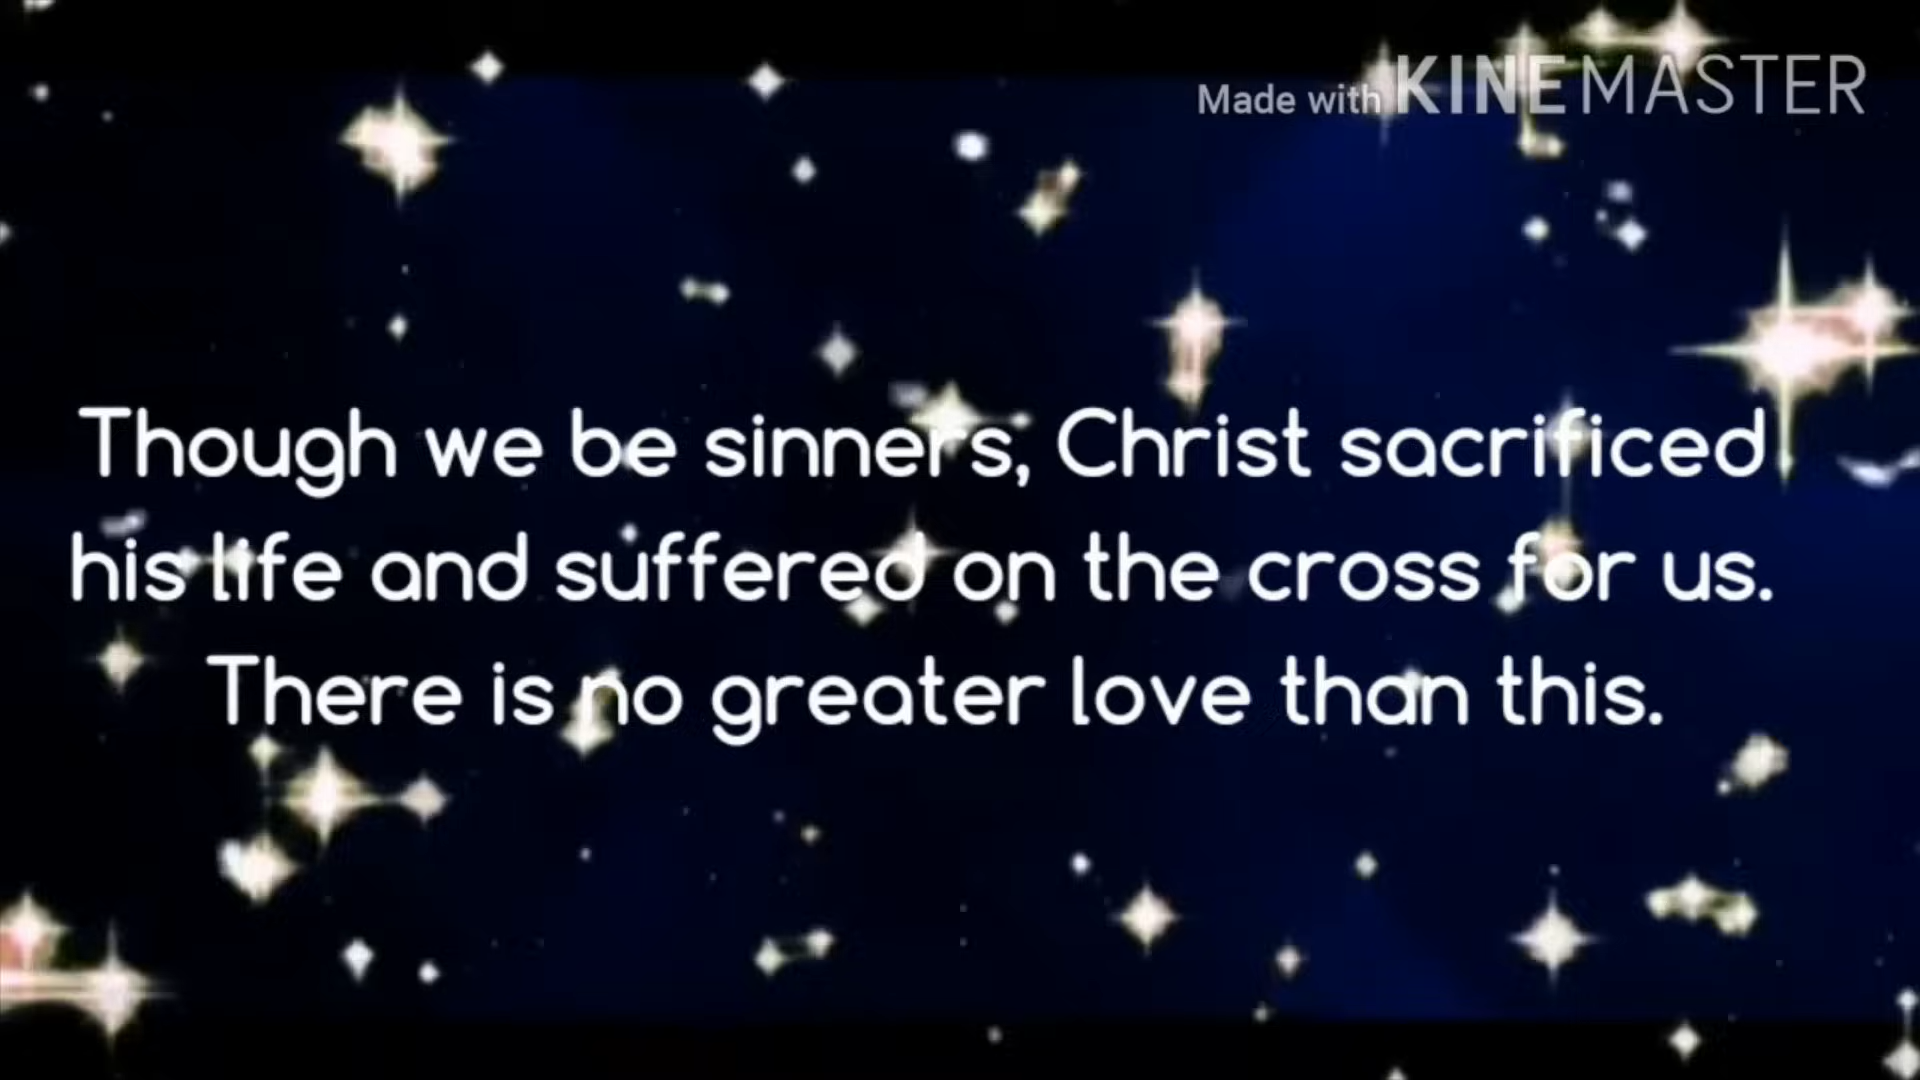 Made with KINEMASTER
Though we be sinners, Christ sacrificed
his life and suffered on the cross for us.
There is no greater love than this.